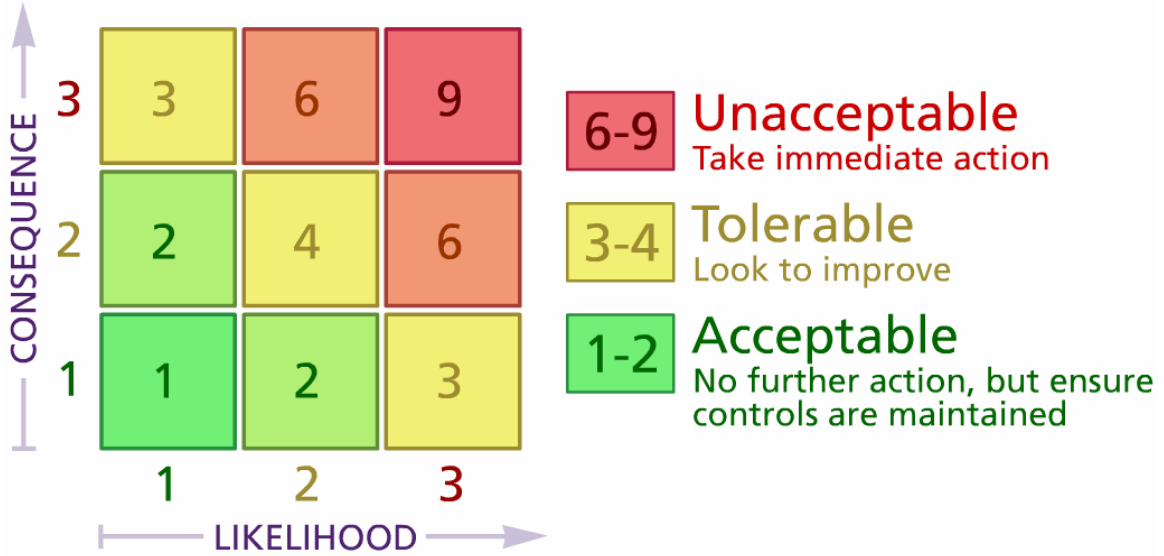 CONSEQUENCE
3
3 6 9
2
2 4 6
1
1 2 3
1 2 3
LIKELIHOOD
6-9
Unacceptable
Take immediate action
3-4
Tolerable
Look to improve
1-2
Acceptable
No further action, but ensure
controls are maintained